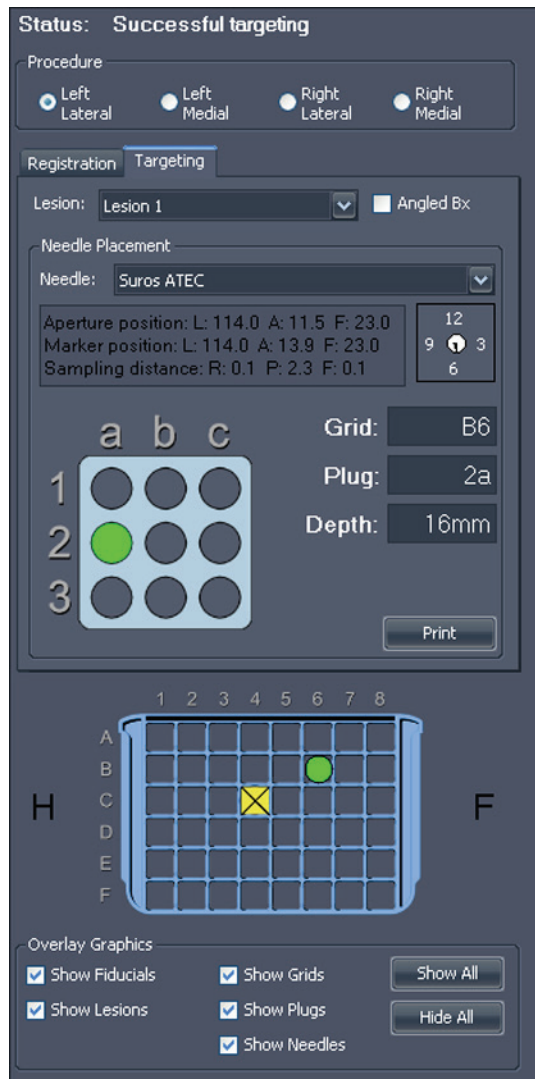 Status: Successful targeting
Procedure
Left Lateral Left Medial Right Lateral Right Medial
Registration Targeting
Lesion: Lesion 1 Angled Bx
Needle Placement
Needle: Suros ATEC
Aperture position: L: 114.0 A: 11.5 F: 23.0
Marker position: L: 114.0 A: 13.9 F: 23.0
Sampling distance: R: 0.1 P: 2.3 F: 0.1
12
9 3
6
a b c
1
2
3
Grid: B6
Plug: 2a
Depth: 16mm
Print
1 2 3 4 5 6 7 8
A
B
C
D
E
F
H F
Overlay Graphics
Show Fiducials Show Grids Show All
Show Lesions Show Plugs Hide All
Show Needles